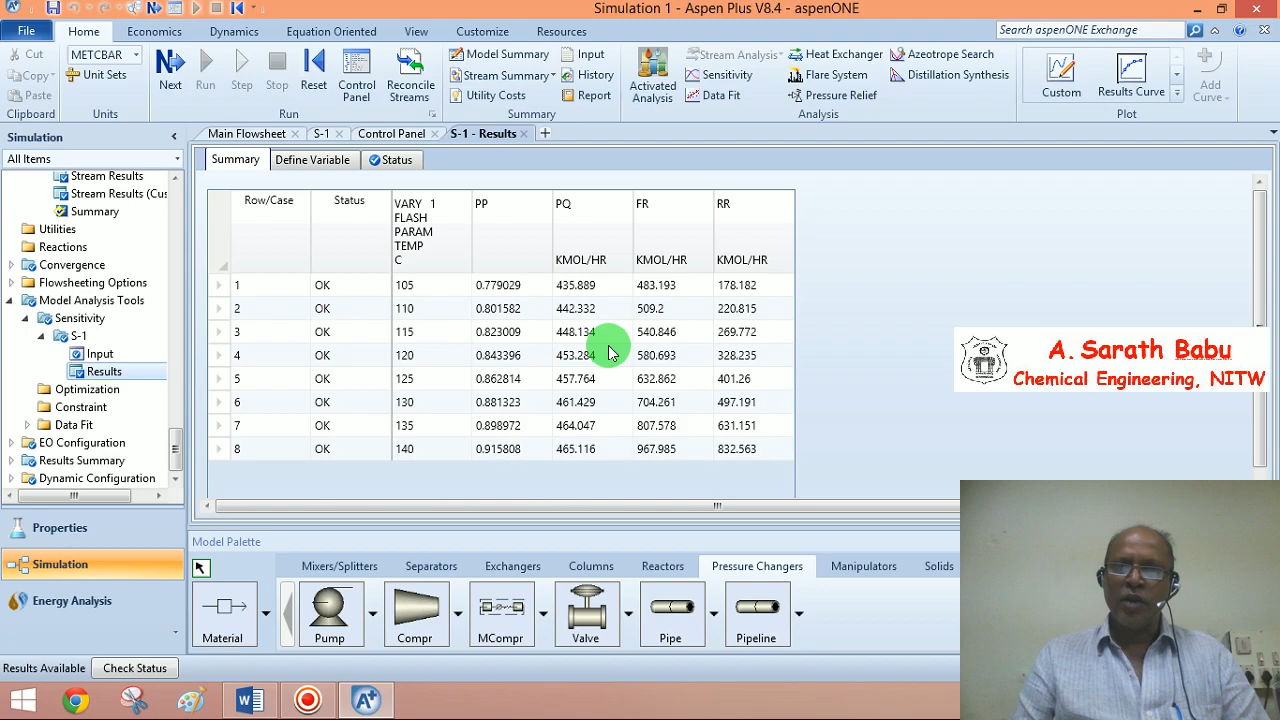 Simulation 1 - Aspen Plus V8.4 - aspenONE
File Home Economics Dynamics Equation Oriented View Customize Resources Search aspenONE Exchange
Cut
Copy
Paste
Clipboard
METCBAR
Unit Sets
Units
Next
Run
Step
Stop
Reset
Control Panel
Reconcile Streams
Run
Model Summary
Stream Summary
Utility Costs
Input
History
Report
Summary
Activated Analysis
Stream Analysis
Sensitivity
Data Fit
Heat Exchanger
Flare System
Pressure Relief
Azeotrope Search
Distillation Synthesis
Analysis
Custom
Results Curve
Add Curve
Plot
Simulation
All Items
Main Flowsheet S-1 Control Panel S-1 - Results
Summary Define Variable Status
Stream Results
Stream Results (Cus
Summary
Utilities
Reactions
Convergence
Flowsheeting Options
Model Analysis Tools
Sensitivity
S-1
Input
Results
Optimization
Constraint
Data Fit
EO Configuration
Results Summary
Dynamic Configuration
Properties
Simulation
Energy Analysis
Row/Case Status VARY 1 FLASH PARAM TEMP C PP PQ KMOL/HR FR KMOL/HR RR KMOL/HR
1 OK 105 0.779029 435.889 483.193 178.182
2 OK 110 0.801582 442.332 509.2 220.815
3 OK 115 0.823009 448.134 540.846 269.772
4 OK 120 0.843396 453.284 580.693 328.235
5 OK 125 0.862814 457.764 632.862 401.26
6 OK 130 0.881323 461.429 704.261 497.191
7 OK 135 0.898972 464.047 807.578 631.151
8 OK 140 0.915808 465.116 967.985 832.563
A. Sarath Babu
Chemical Engineering, NITW
Model Palette
Mixers/Splitters Separators Exchangers Columns Reactors Pressure Changers Manipulators Solids
Material Pump Compr MCompr Valve Pipe Pipeline
Results Available Check Status